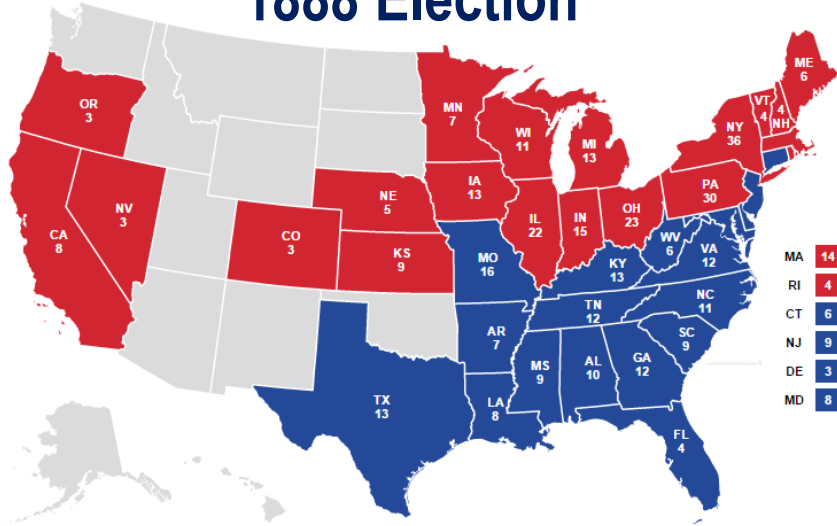 1888 Election
ME
6
OR
3
VT
4
4
NH
MN
7
NY
36
WI
11
MI
13
IA
13
PA
30
NE
5
NV
3
OH
23
IL
22
IN
15
CA
8
CO
3
KS
9
MO
16
WV
6
VA
12
KY
13
MA 14
RI 4
CT 6
NJ 9
DE 3
MD 8
NC
11
TN
12
AR
7
SC
9
MS
9
AL
10
GA
12
TX
13
LA
8
FL
4